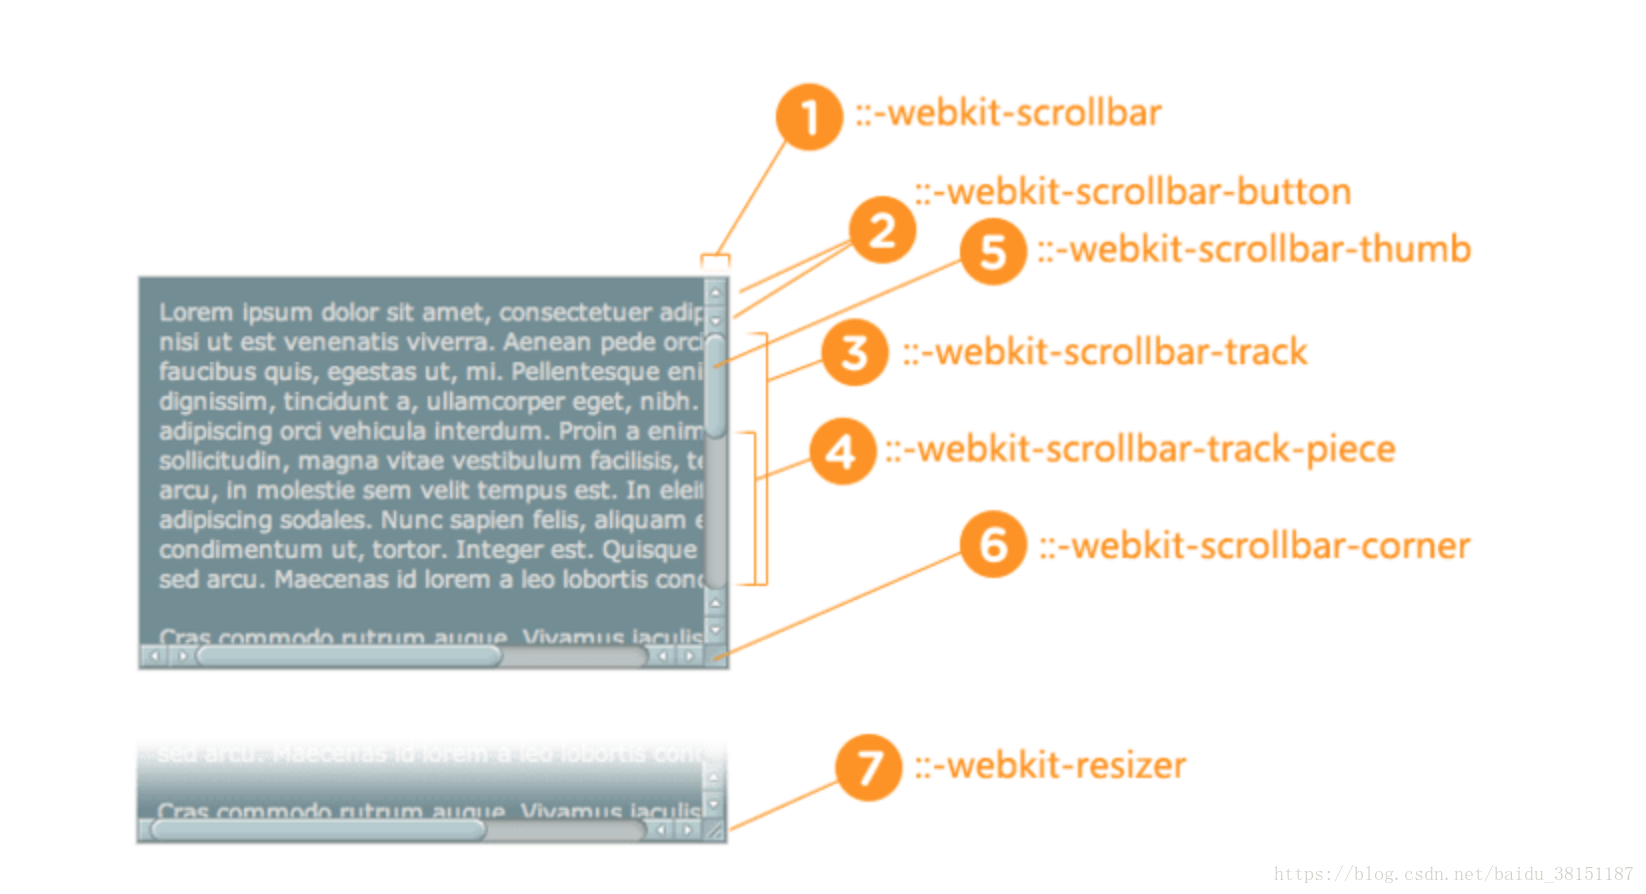 1 ::-webkit-scrollbar
::-webkit-scrollbar-button
2
5 ::-webkit-scrollbar-thumb
Lorem ipsum dolor sit amet, consectetuer adip
nisi ut est venenatis viverra. Aenean pede orci
3 ::-webkit-scrollbar-track
faucibus quis, egestas ut, mi. Pellentesque eni
dignissim, tincidunt a, ullamcorper eget, nibh.
adipiscing orci vehicula interdum. Proin a enim
4 ::-webkit-scrollbar-track-piece
sollicitudin, magna vitae vestibulum facilisis, te
arcu, in molestie sem velit tempus est. In eleif
adipiscing sodales. Nunc sapien felis, aliquam e
condimentum ut, tortor. Integer est. Quisque
6 ::-webkit-scrollbar-corner
sed arcu. Maecenas id lorem a leo lobortis cond
Cras commodo rutrum augue. Vivamus iaculis
sed arcu. Maecenas id lorem a leo lobortis cond
7 ::-webkit-resizer
Cras commodo rutrum augue. Vivamus iaculis
https://blog.csdn.net/baidu_38151187